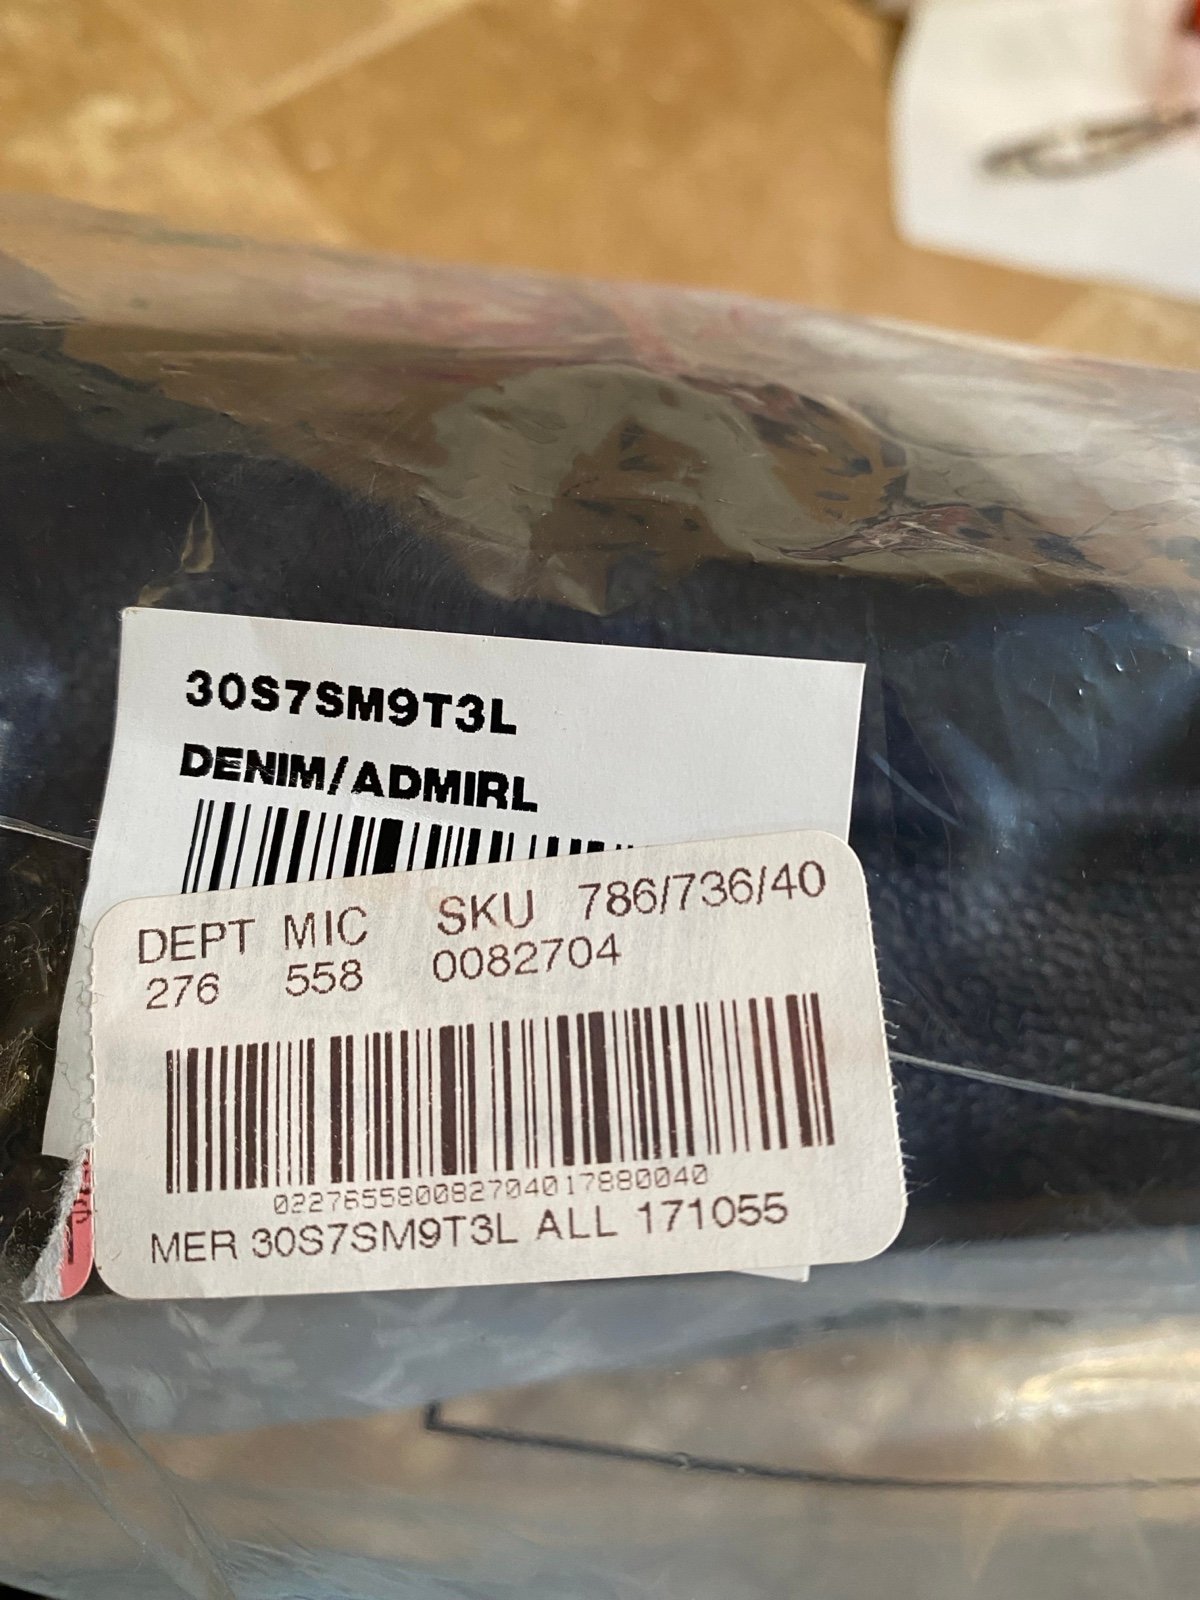 30S7SM9T3L
DENIM/ADMIRL
DEPT MIC SKU 786/736/40
276 558 0082704
022765580082704017880040
MER 30S7SM9T3L ALL 171055